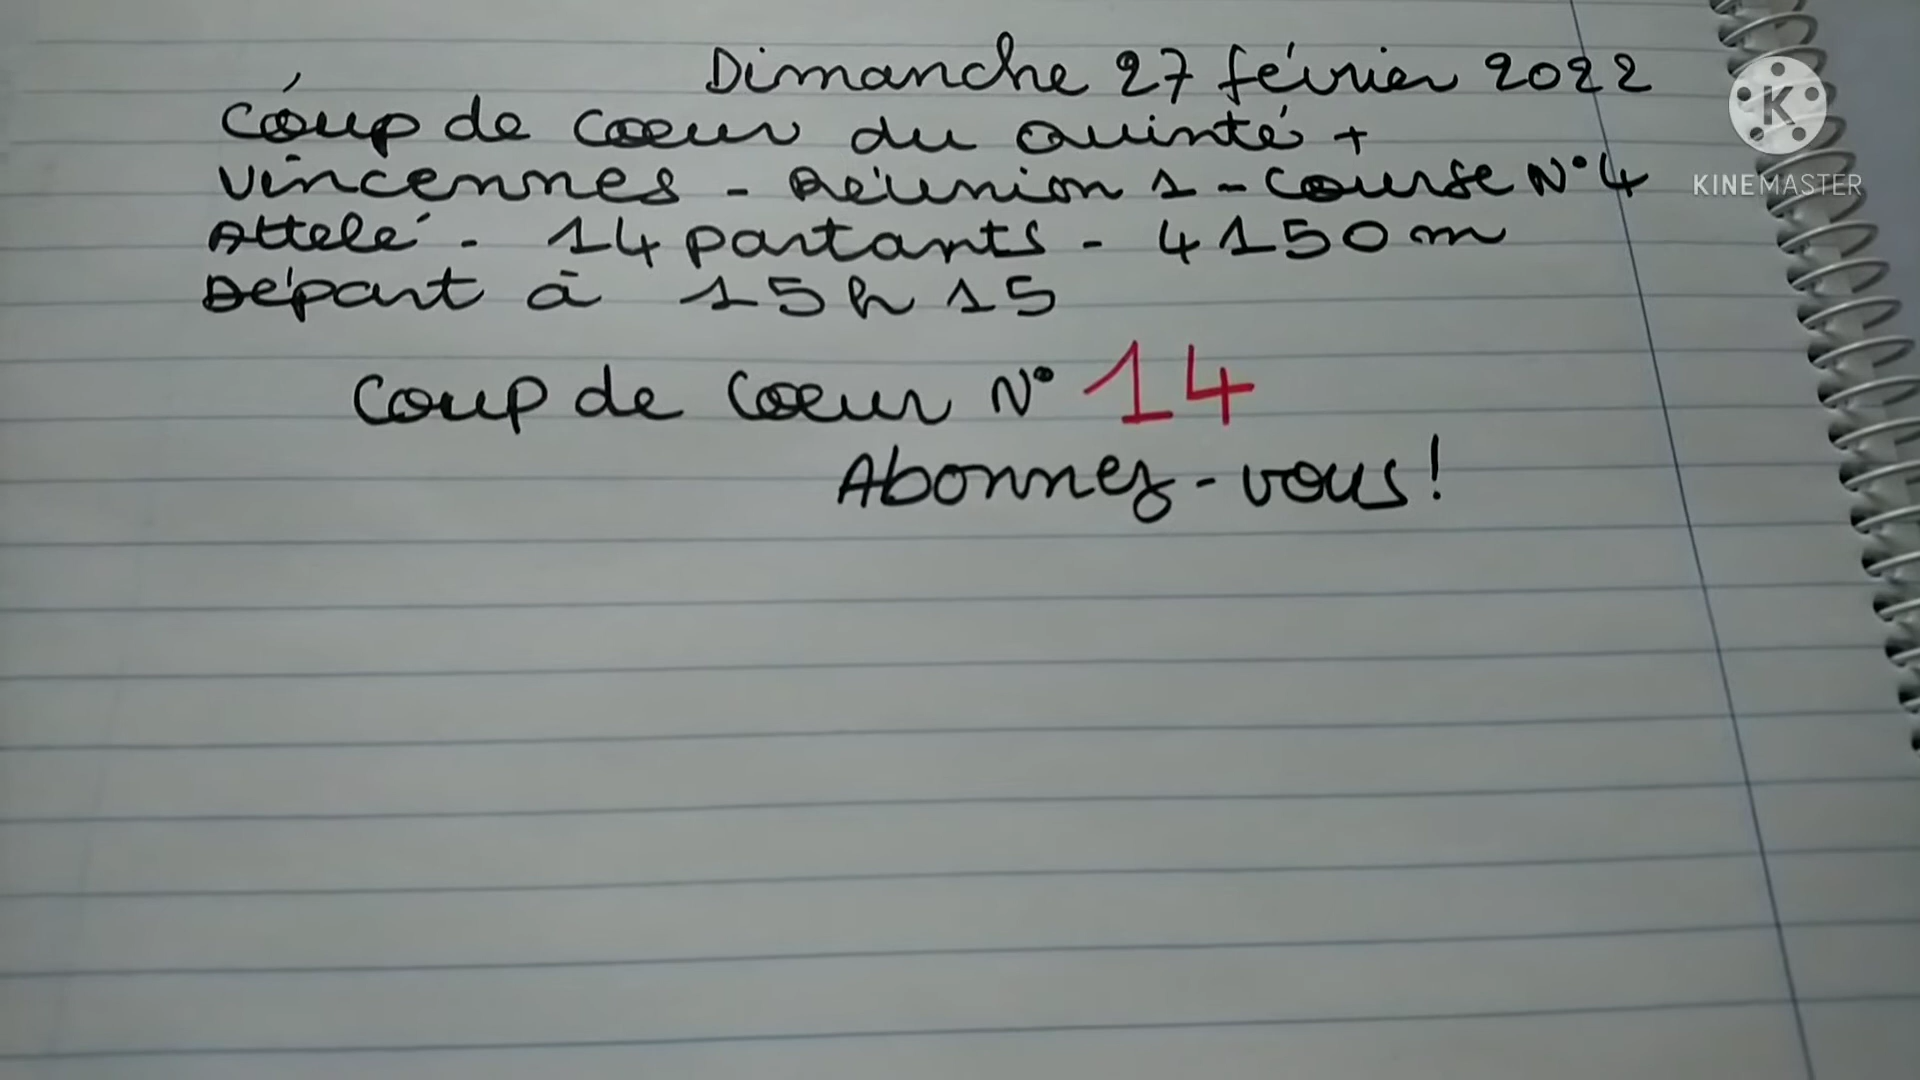 Dimanche 27 février 2022
Coup de coeur du Quinté +
Vincennes - Réunion 1 - Course N°4
Attelé - 14 partants - 4150m
Départ à 15h15
Coup de Coeur N° 14
Abonnez-vous!
K
KINEMASTER